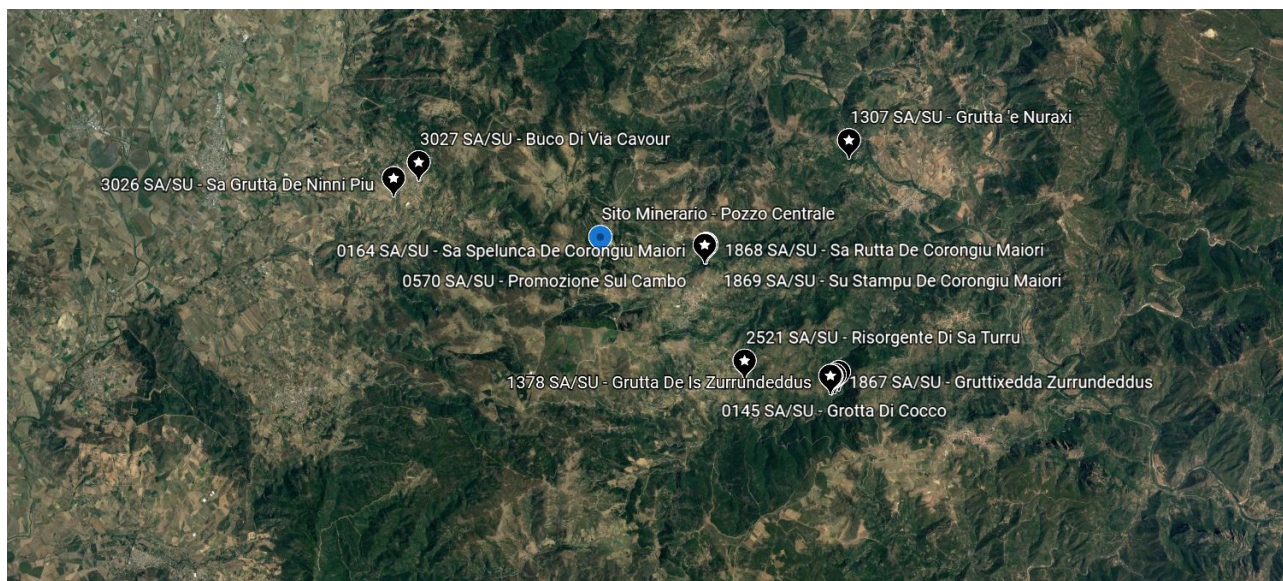 1307 SA/SU - Grutta 'e Nuraxi
3027 SA/SU - Buco Di Via Cavour
3026 SA/SU - Sa Grutta De Ninni Piu
Sito Minerario - Pozzo Centrale
0164 SA/SU - Sa Spelunca De Corongiu Maiori
1868 SA/SU - Sa Rutta De Corongiu Maiori
0570 SA/SU - Promozione Sul Cambo
1869 SA/SU - Su Stampu De Corongiu Maiori
2521 SA/SU - Risorgente Di Sa Turru
1378 SA/SU - Grutta De Is Zurrundeddus
1867 SA/SU - Gruttixedda Zurrundeddus
0145 SA/SU - Grotta Di Cocco